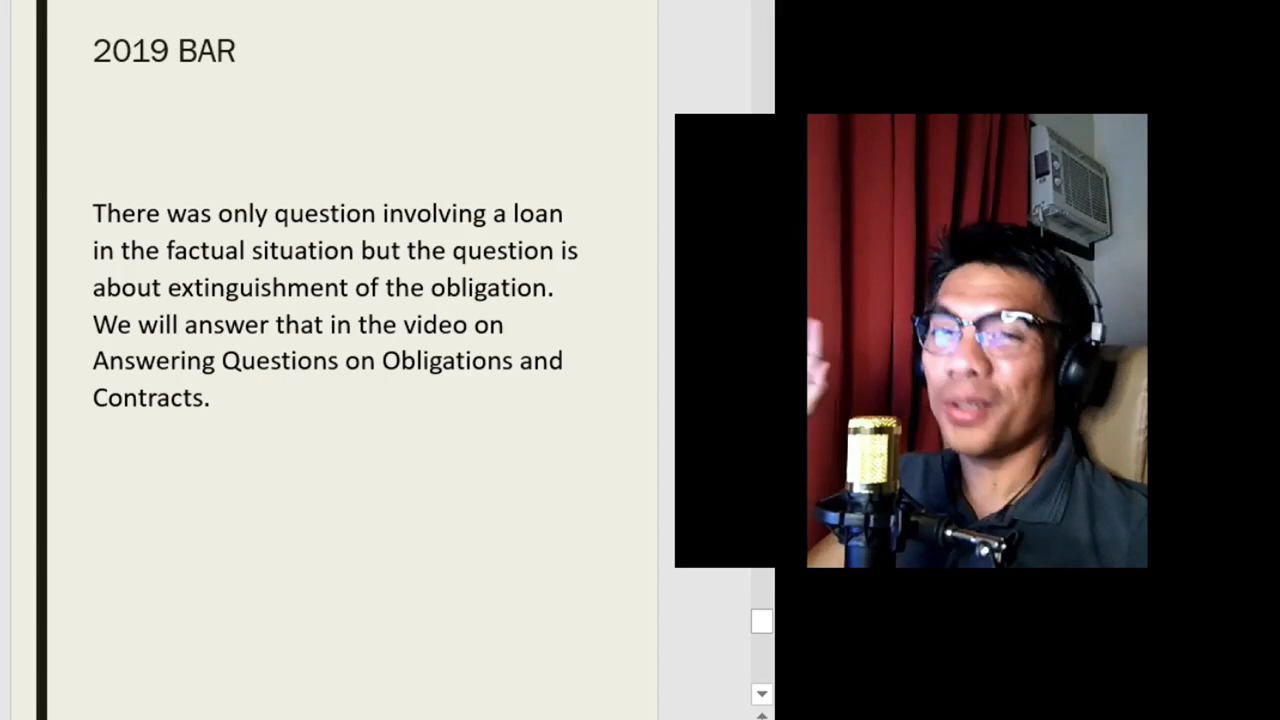 2019 BAR
There was only question involving a loan
in the factual situation but the question is
about extinguishment of the obligation.
We will answer that in the video on
Answering Questions on Obligations and
Contracts.